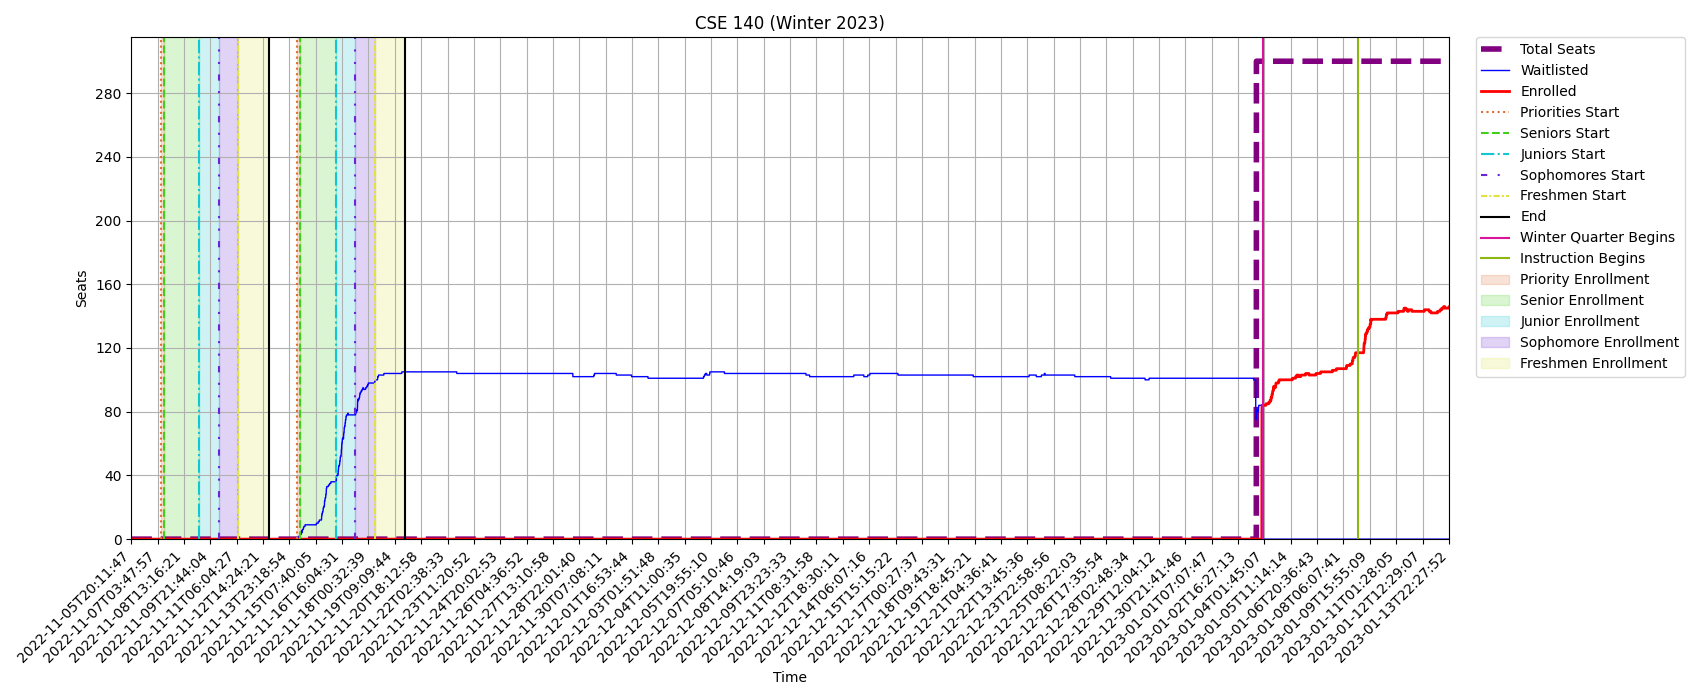 CSE 140 (Winter 2023)
Total Seats
Waitlisted
Enrolled
Priorities Start
Seniors Start
Juniors Start
Sophomores Start
Freshmen Start
End
Winter Quarter Begins
Instruction Begins
Priority Enrollment
Senior Enrollment
Junior Enrollment
Sophomore Enrollment
Freshmen Enrollment
Seats
280
240
200
160
120
80
40
0
2022-11-05T20:11:47
2022-11-07T03:47:57
2022-11-08T13:16:21
2022-11-09T21:44:04
2022-11-11T06:04:27
2022-11-12T14:24:21
2022-11-13T23:18:54
2022-11-15T07:40:05
2022-11-16T16:04:31
2022-11-18T00:32:39
2022-11-19T09:09:44
2022-11-20T18:12:58
2022-11-22T02:38:33
2022-11-23T11:20:52
2022-11-24T20:02:53
2022-11-26T04:36:52
2022-11-27T13:10:58
2022-11-28T22:01:40
2022-11-30T07:08:11
2022-12-01T16:53:44
2022-12-03T01:51:48
2022-12-04T11:00:35
2022-12-05T19:55:10
2022-12-07T05:10:46
2022-12-08T14:19:03
2022-12-09T23:23:33
2022-12-11T08:31:58
2022-12-12T18:30:11
2022-12-14T06:07:16
2022-12-15T15:15:22
2022-12-17T00:27:37
2022-12-18T09:43:31
2022-12-19T18:45:21
2022-12-21T04:36:41
2022-12-22T13:45:36
2022-12-23T22:58:56
2022-12-25T08:22:03
2022-12-26T17:35:54
2022-12-28T02:48:34
2022-12-29T12:04:12
2022-12-30T21:41:46
2023-01-01T07:07:47
2023-01-02T16:27:13
2023-01-04T01:45:07
2023-01-05T11:14:14
2023-01-06T20:36:43
2023-01-08T06:07:41
2023-01-09T15:55:09
2023-01-11T01:28:05
2023-01-12T12:29:07
2023-01-13T22:27:52
Time